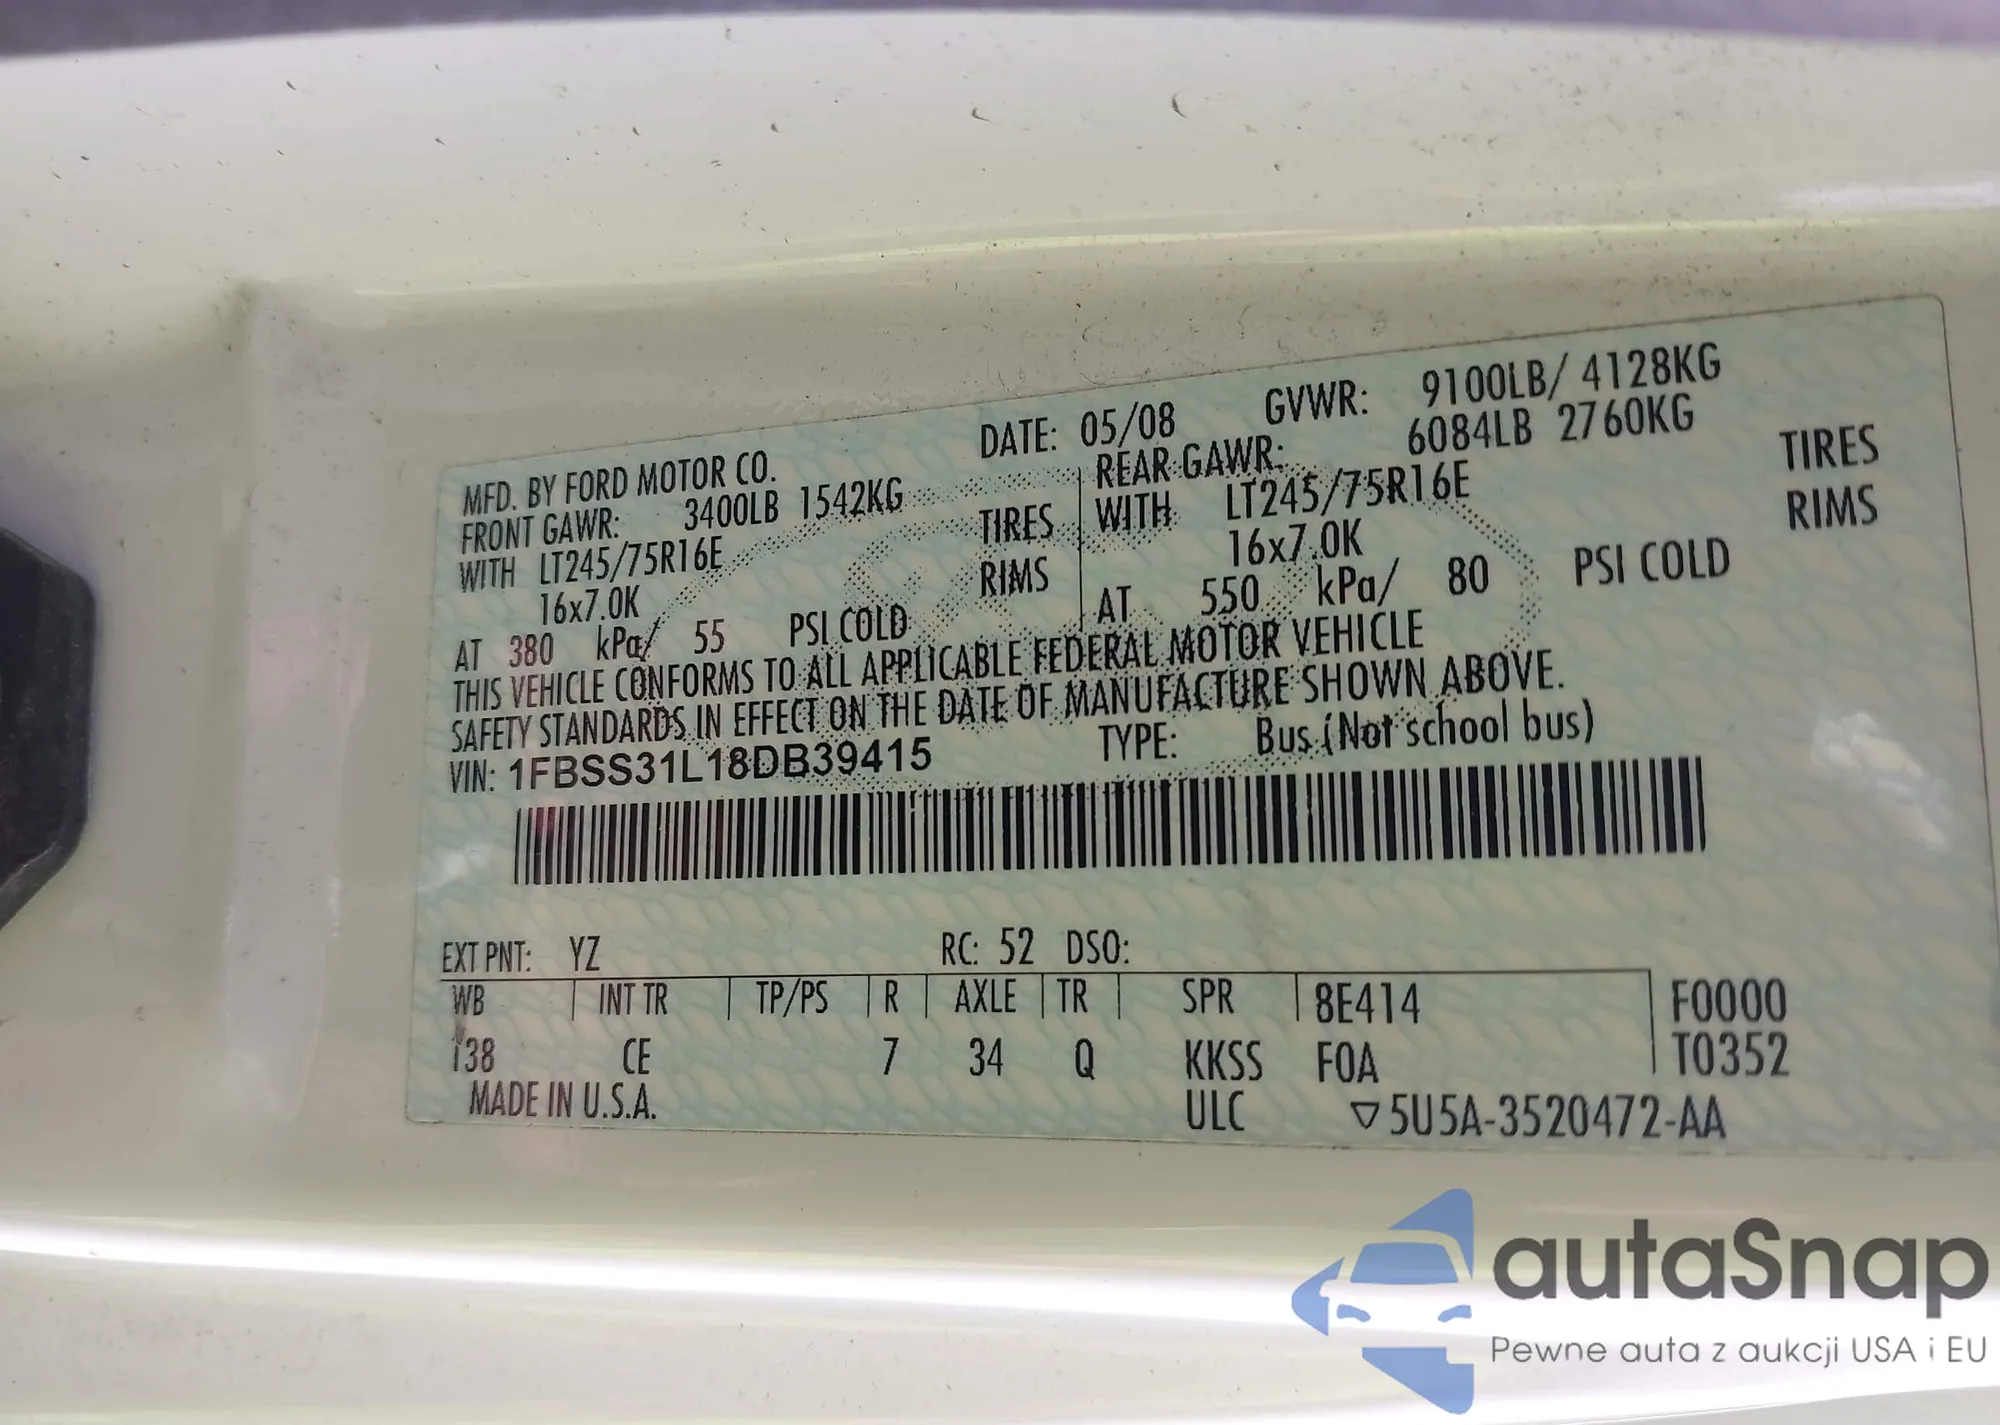 MFD. BY FORD MOTOR CO. DATE: 05/08 GVWR: 9100LB/ 4128KG
FRONT GAWR: 3400LB 1542KG REAR GAWR: 6084LB 2760KG
WITH LT245/75R16E TIRES WITH LT245/75R16E TIRES
16x7.0K RIMS 16x7.0K RIMS
AT 380 kPa/ 55 PSI COLD AT 550 kPa/ 80 PSI COLD
THIS VEHICLE CONFORMS TO ALL APPLICABLE FEDERAL MOTOR VEHICLE
SAFETY STANDARDS IN EFFECT ON THE DATE OF MANUFACTURE SHOWN ABOVE.
VIN: 1FBSS31L18DB39415 TYPE: Bus (Not school bus)
EXT PNT: YZ RC: 52 DSO:
WB INT TR TP/PS R AXLE TR SPR 8E414 F0000
138 CE 7 34 Q KKSS F0A T0352
MADE IN U.S.A. ULC ▽5U5A-3520472-AA
autaSnap
Pewne auta z aukcji USA i EU